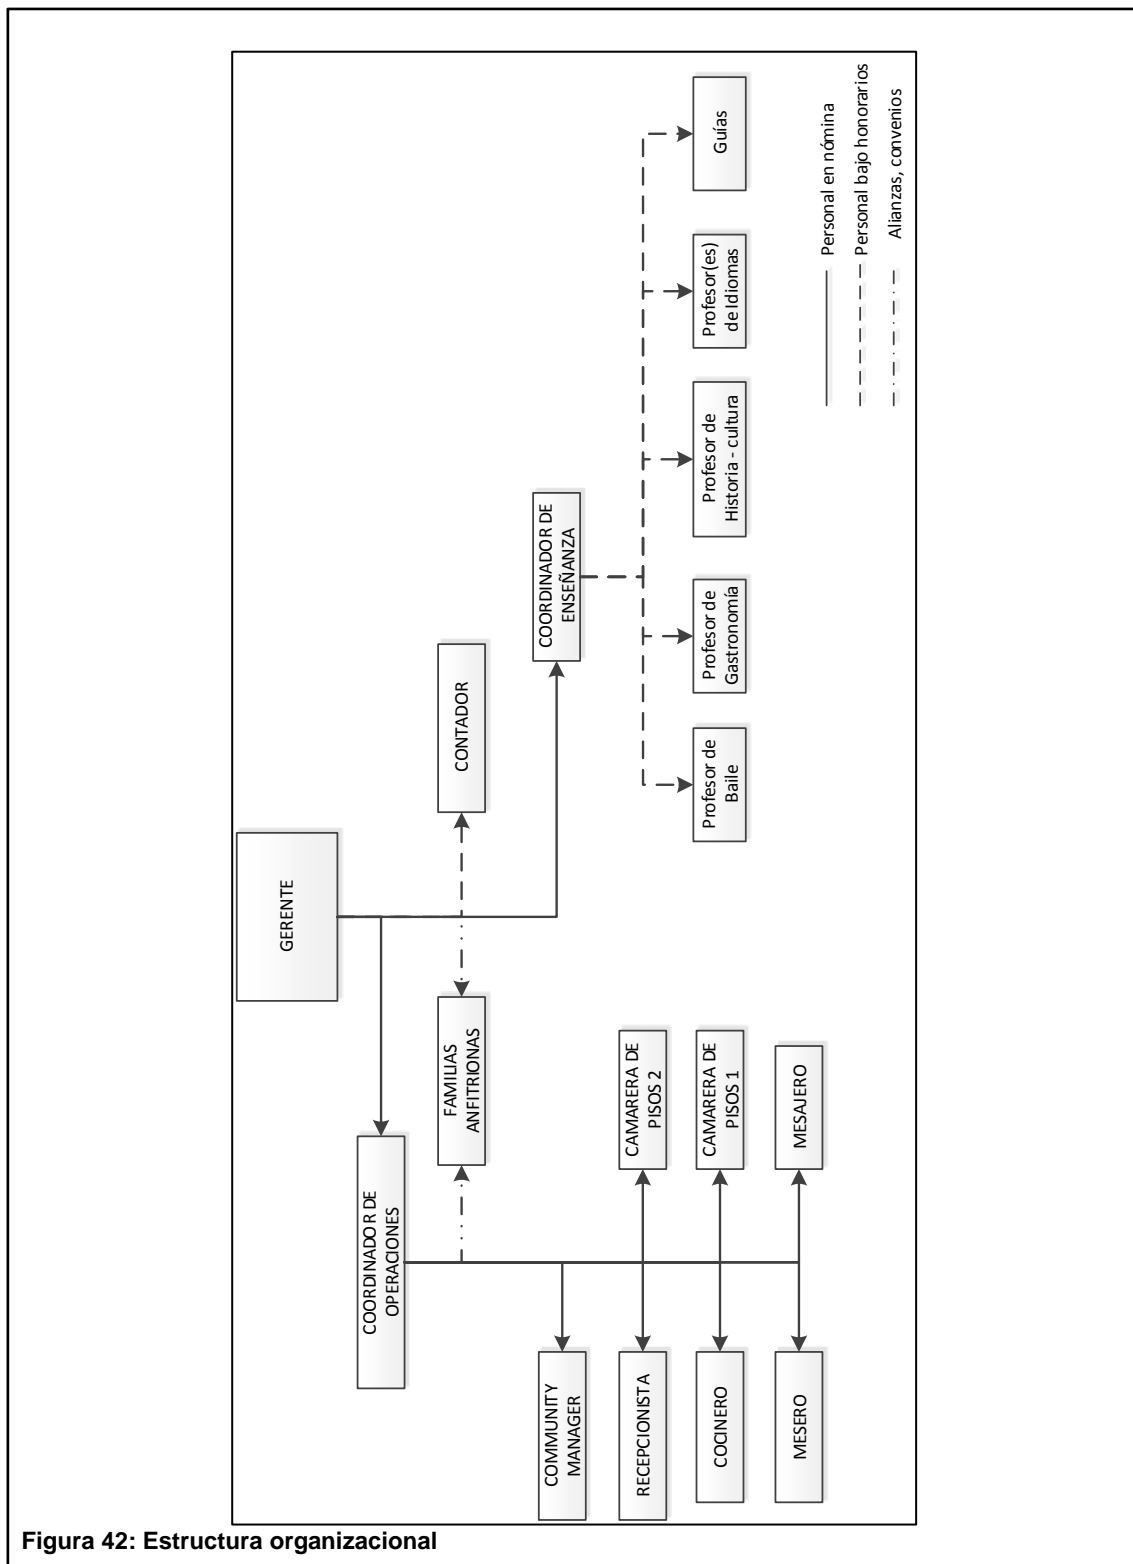 GERENTE
COORDINADOR DE
OPERACIONES
FAMILIAS
ANFITRIONAS
CONTADOR
COORDINADOR DE
ENSEÑANZA
COMMUNITY
MANAGER
RECEPCIONISTA
CAMARERA DE
PISOS 2
COCINERO
CAMARERA DE
PISOS 1
MESERO
MESAJERO
Profesor de
Baile
Profesor de
Gastronomía
Profesor de
Historia - cultura
Profesor(es)
de Idiomas
Guías
Personal en nómina
Personal bajo honorarios
Alianzas, convenios
Figura 42: Estructura organizacional